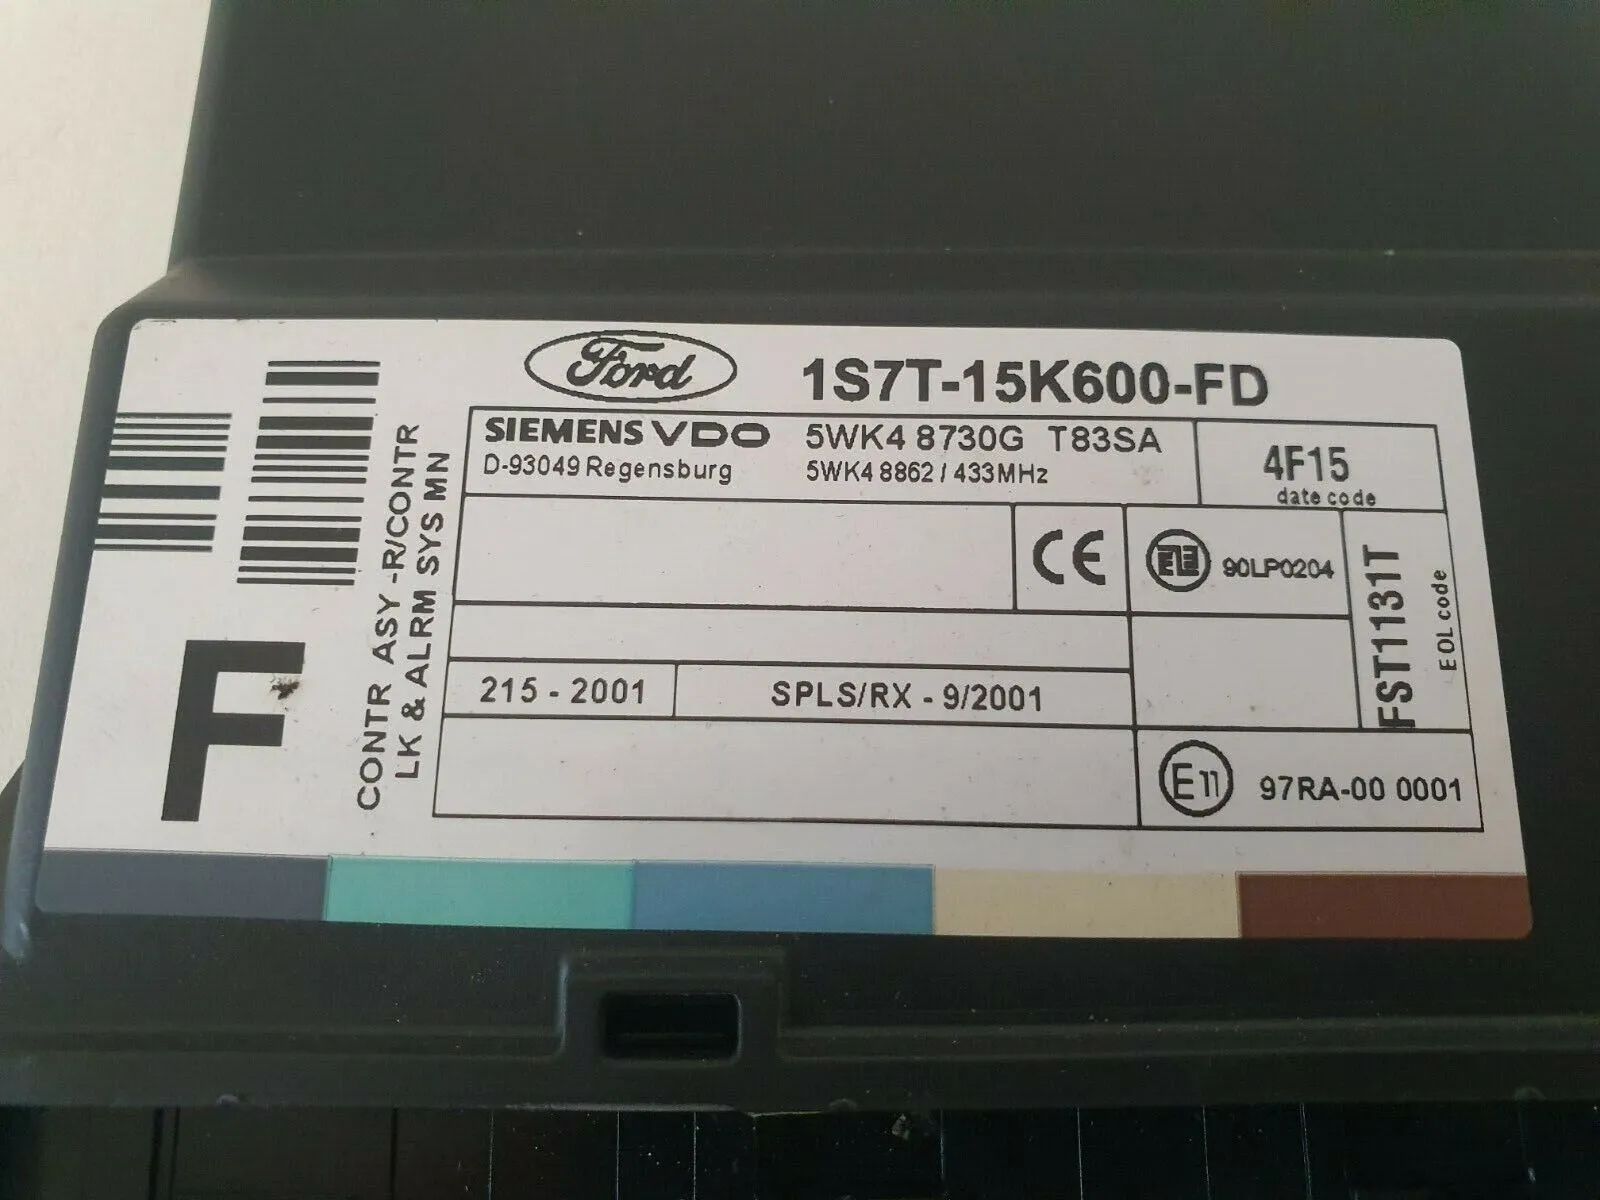 Ford
1S7T-15K600-FD
SIEMENS VDO
D-93049 Regensburg
5WK4 8730G T83SA
5WK4 8862 / 433MHz
4F15
date code
CE
90LP0204
FST1131T
EOL code
215 - 2001
SPLS/RX - 9/2001
E11
97RA-00 0001
CONTR ASY -R/CONTR
LK & ALRM SYS MN
F